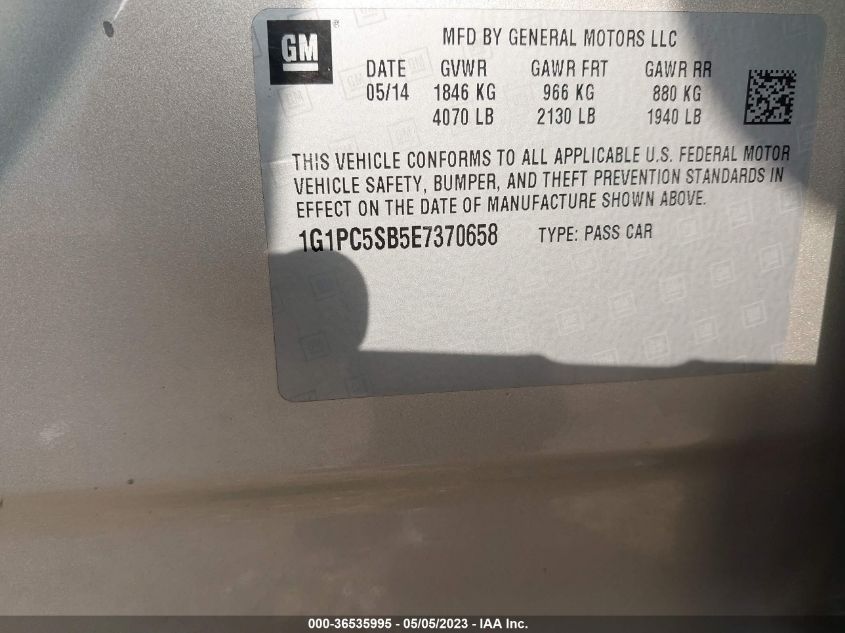 GM ®
MFD BY GENERAL MOTORS LLC
DATE GVWR GAWR FRT GAWR RR
05/14 1846 KG 966 KG 880 KG
4070 LB 2130 LB 1940 LB
THIS VEHICLE CONFORMS TO ALL APPLICABLE U.S. FEDERAL MOTOR
VEHICLE SAFETY, BUMPER, AND THEFT PREVENTION STANDARDS IN
EFFECT ON THE DATE OF MANUFACTURE SHOWN ABOVE.
1G1PC5SB5E7370658 TYPE: PASS CAR
000-36535995 - 05/05/2023 - IAA Inc.